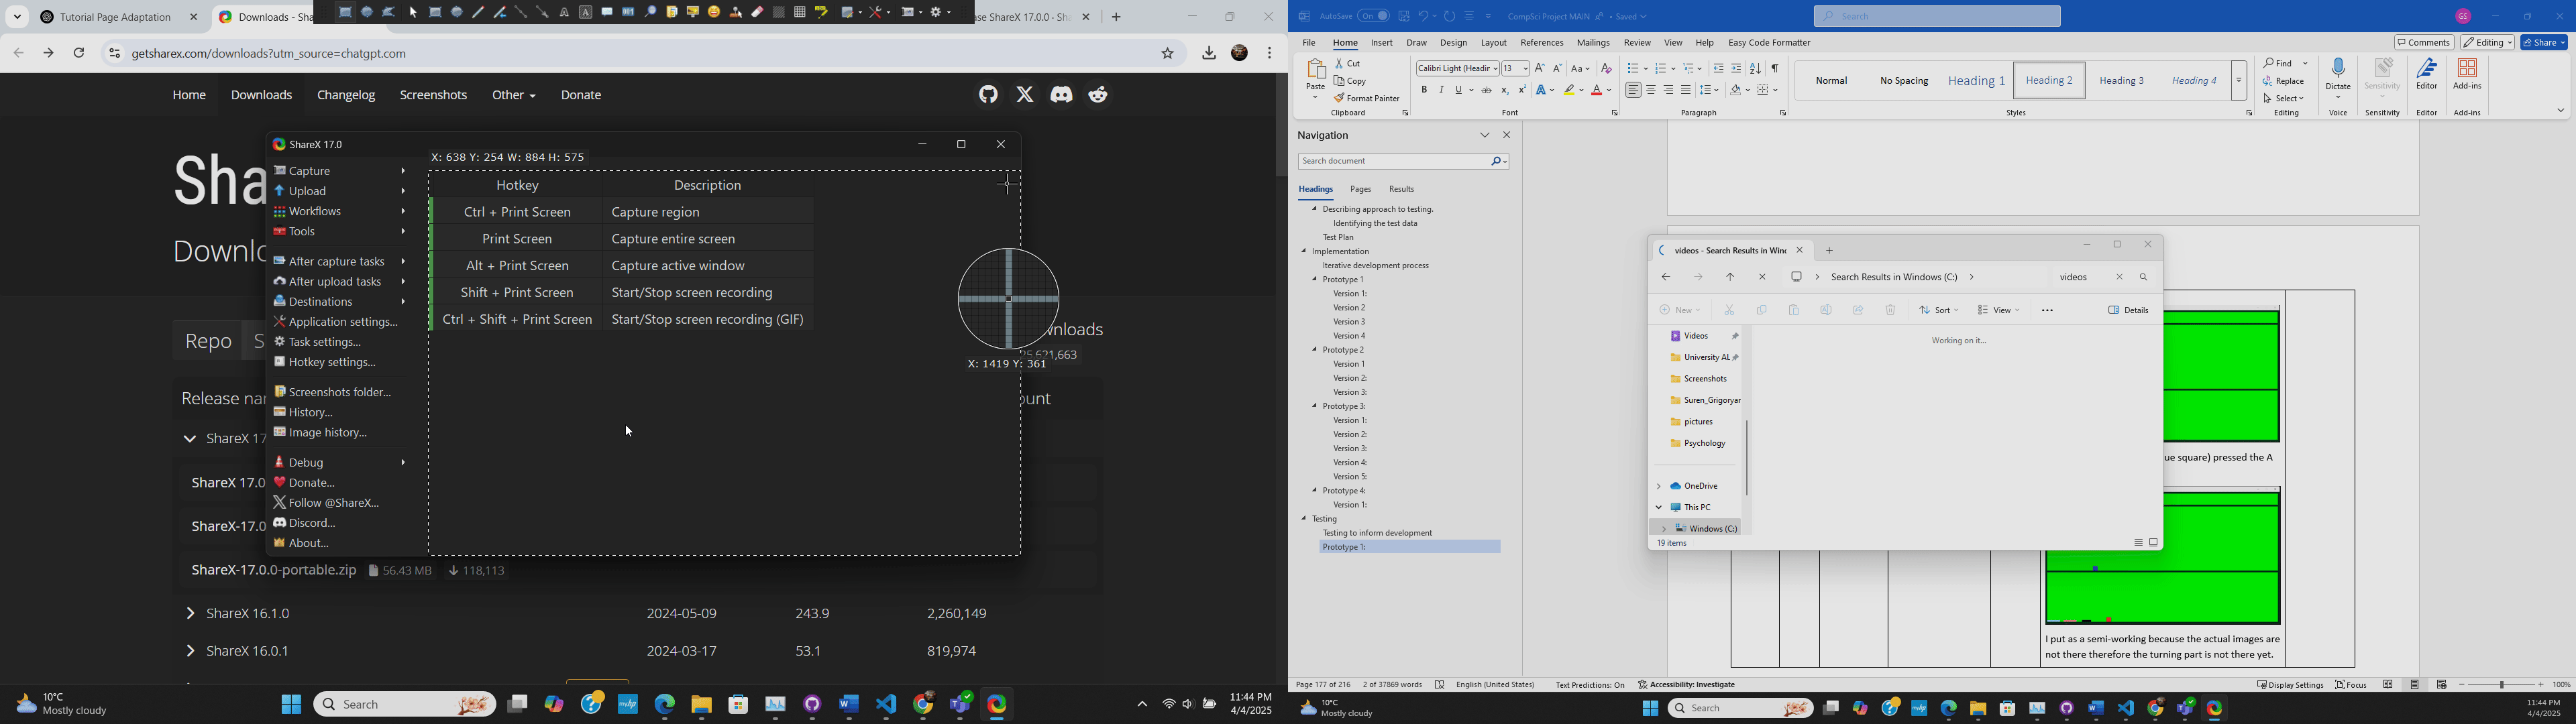 Tutorial Page Adaptation
Downloads - Sha
ase ShareX 17.0.0 - Sh
getsharex.com/downloads?utm_source=chatgpt.com
Home Downloads Changelog Screenshots Other Donate
Sha
Downlo
ShareX 17.0
X: 638 Y: 254 W: 884 H: 575
Capture
Upload
Workflows
Tools
After capture tasks
After upload tasks
Destinations
Application settings...
Task settings...
Hotkey settings...
Screenshots folder...
History...
Image history...
Debug
Donate...
Follow @ShareX...
Discord...
About...
Hotkey Description
Ctrl + Print Screen Capture region
Print Screen Capture entire screen
Alt + Print Screen Capture active window
Shift + Print Screen Start/Stop screen recording
Ctrl + Shift + Print Screen Start/Stop screen recording (GIF)
X: 1419 Y: 361
Repo S
wnloads
25,621,663
Release nar
ount
ShareX 17
ShareX 17.0
ShareX-17.0
ShareX-17.0.0-portable.zip 56.43 MB 118,113
ShareX 16.1.0 2024-05-09 243.9 2,260,149
ShareX 16.0.1 2024-03-17 53.1 819,974
10°C
Mostly cloudy
Search
11:44 PM
4/4/2025
AutoSave On
CompSci Project MAIN • Saved
Search
GS
File Home Insert Draw Design Layout References Mailings Review View Help Easy Code Formatter
Comments Editing Share
Paste
Cut
Copy
Format Painter
Clipboard
Calibri Light (Headir 13
Font
Paragraph
Normal No Spacing Heading 1 Heading 2 Heading 3 Heading 4
Styles
Find
Replace
Select
Editing
Dictate
Voice
Sensitivity
Sensitivity
Editor
Editor
Add-ins
Add-ins
Navigation
Search document
Headings Pages Results
Describing approach to testing.
Identifying the test data
Test Plan
Implementation
Iterative development process
Prototype 1
Version 1:
Version 2
Version 3
Version 4
Prototype 2
Version 1
Version 2:
Version 3:
Prototype 3:
Version 1:
Version 2:
Version 3:
Version 4:
Version 5:
Prototype 4:
Version 1:
Testing
Testing to inform development
Prototype 1:
videos - Search Results in Winc
Search Results in Windows (C:)
videos
New
Sort
View
Details
Videos
University AL
Screenshots
Suren_Grigoryar
pictures
Psychology
OneDrive
This PC
Windows (C:)
Working on it...
19 items
ue square) pressed the A
I put as a semi-working because the actual images are
not there therefore the turning part is not there yet.
Page 177 of 216 2 of 37869 words English (United States) Text Predictions: On Accessibility: Investigate
Display Settings Focus 100%
10°C
Mostly cloudy
Search
11:44 PM
4/4/2025